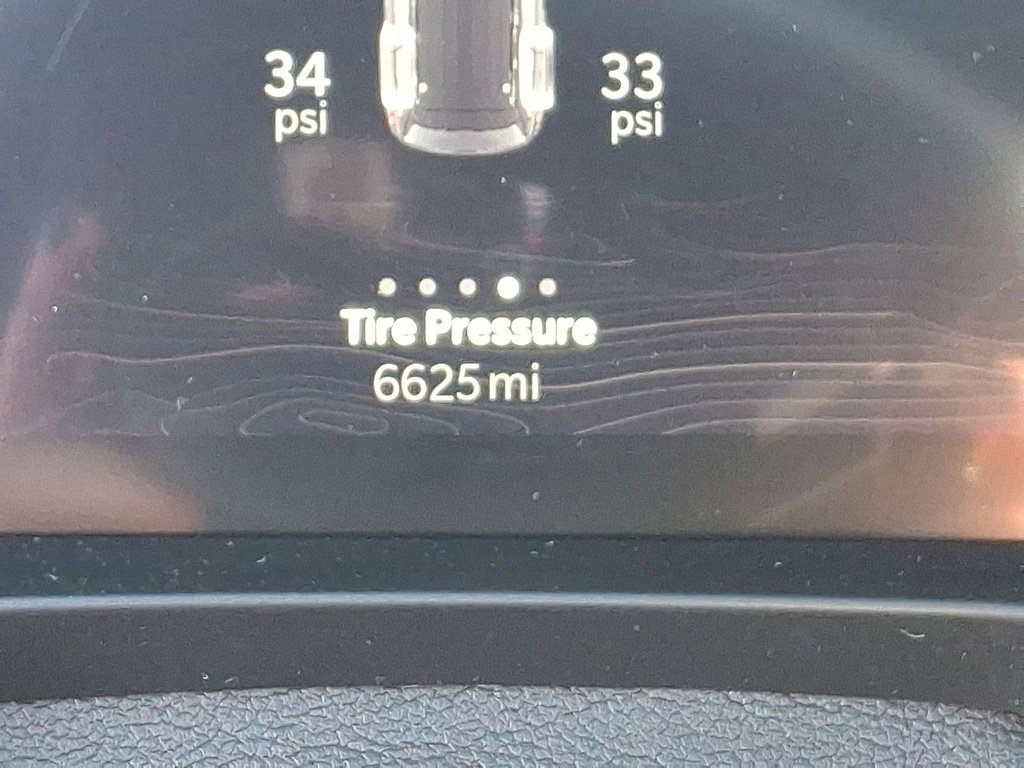 34 33
psi psi
Tire Pressure
6625 mi